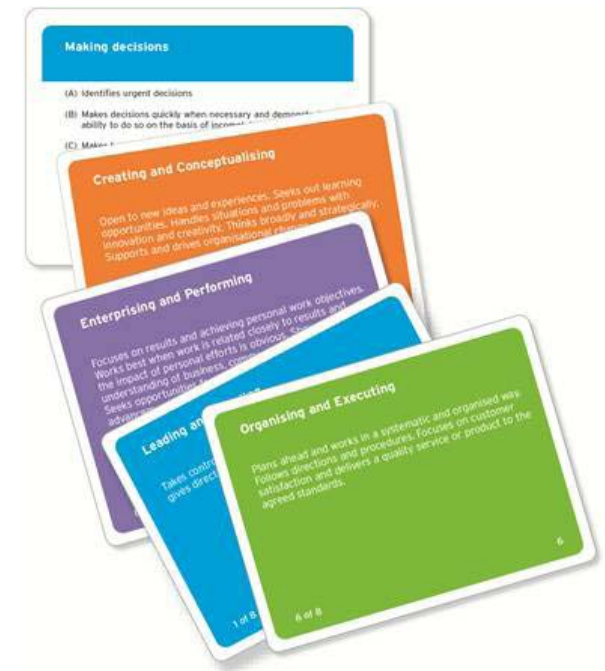 Making decisions
(A) Identifies urgent decisions
(B) Makes decisions quickly when necessary and
ability to do so on the basis of
(C)
Creating and Conceptualising
Open to new ideas and experiences. Seeks out learning
opportunities. Handles situations and problems with
innovation and creativity. Thinks broadly and strategically.
Supports and drives organisational
Enterprising and Performing
Focuses on results and achieving personal work objectives.
Works best when work is related closely to results and
the impact of personal efforts is obvious.
understanding of business,
Seeks opportunities
Leading
Takes
gives
1 of 8
Organising and Executing
Plans ahead and works in a systematic and organised way.
Follows directions and procedures. Focuses on customer
satisfaction and delivers a quality service or product to the
agreed standards.
6
6 of 8